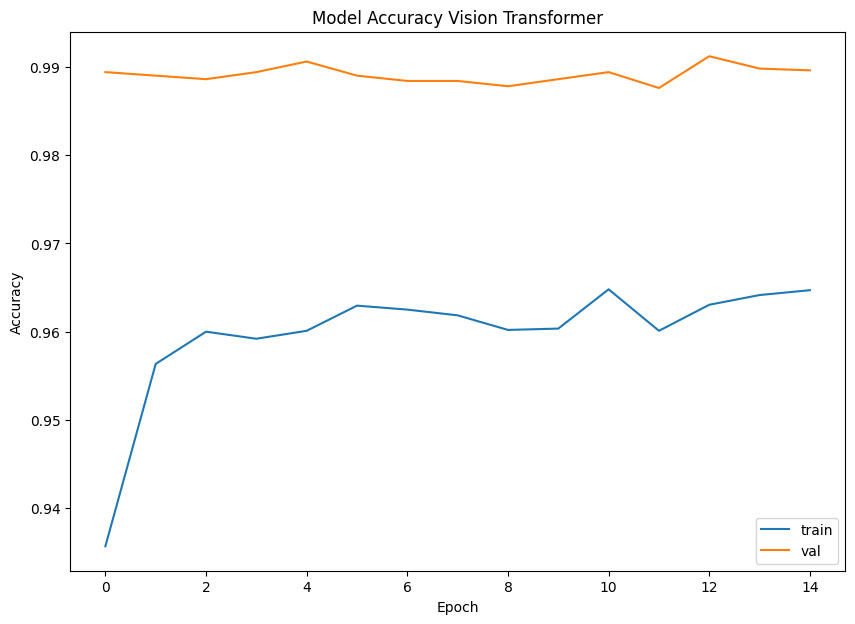 Model Accuracy Vision Transformer
0.99
0.98
0.97
0.96
0.95
0.94
Accuracy
train
val
0 2 4 6 8 10 12 14
Epoch